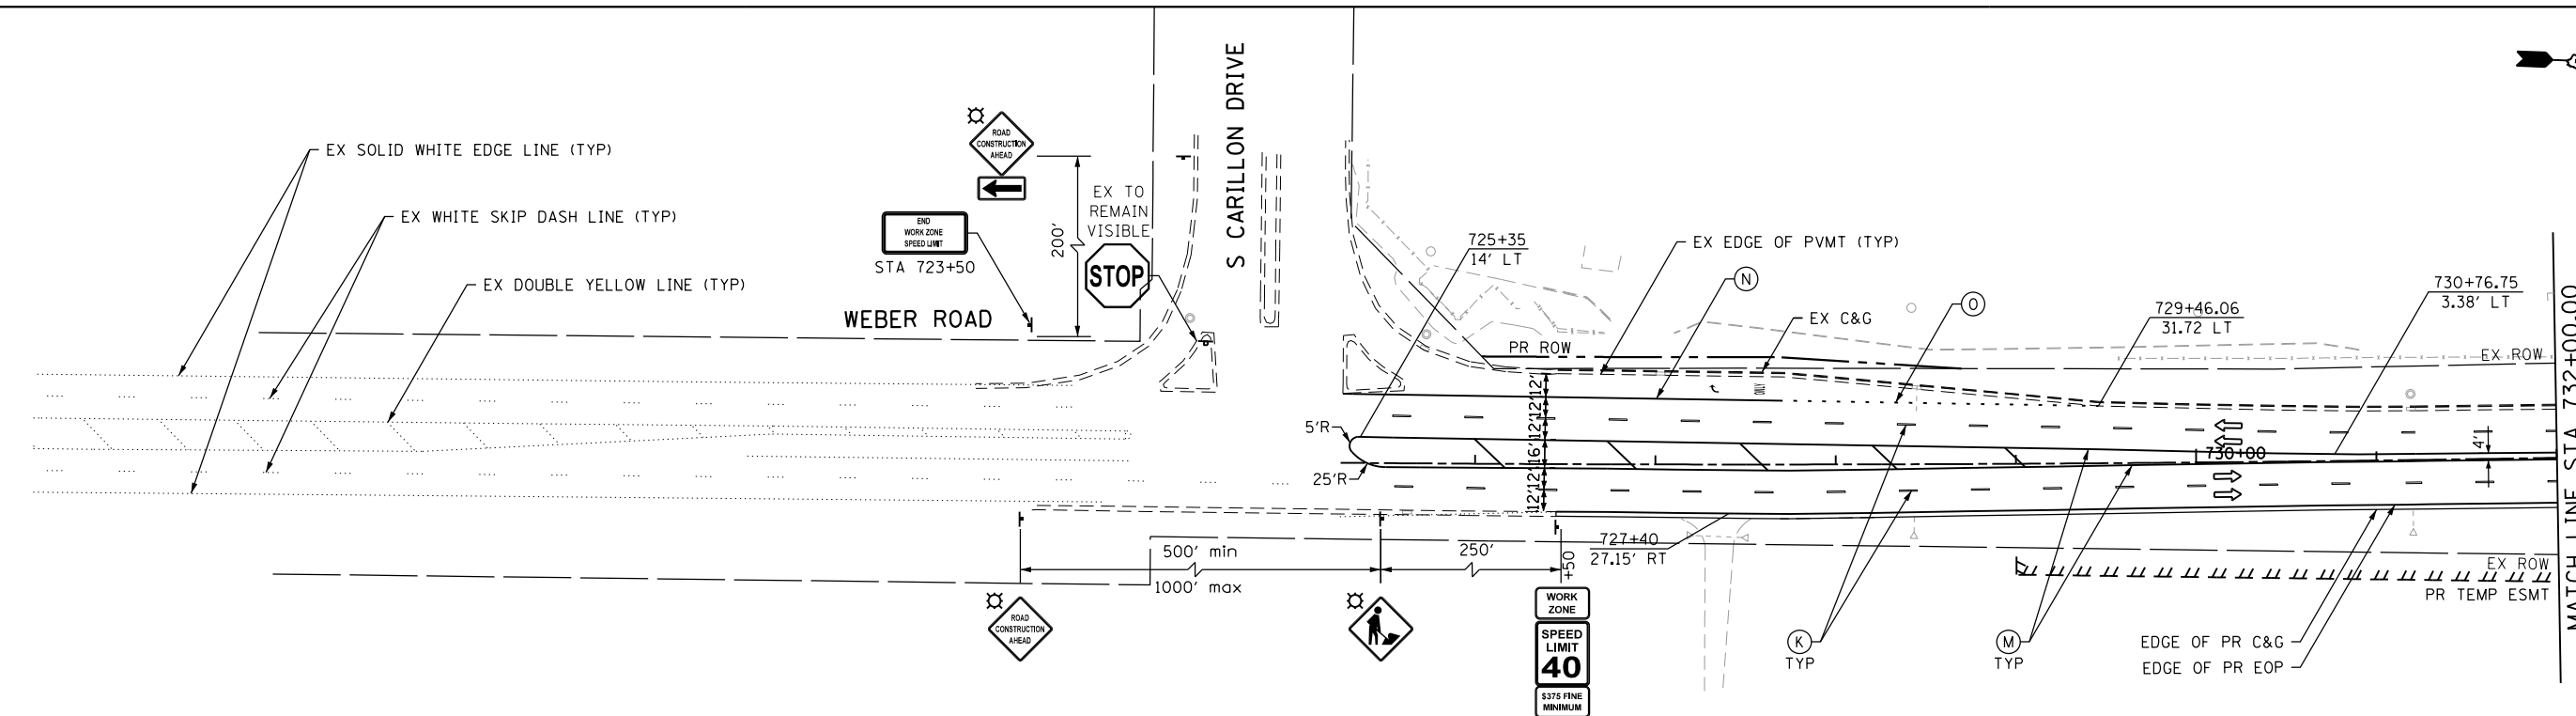 EX SOLID WHITE EDGE LINE (TYP)
EX WHITE SKIP DASH LINE (TYP)
EX DOUBLE YELLOW LINE (TYP)
ROAD
CONSTRUCTION
AHEAD
END
WORK ZONE
SPEED LIMIT
STA 723+50
WEBER ROAD
200'
EX TO
REMAIN
VISIBLE
STOP
S CARILLON DRIVE
725+35
14' LT
EX EDGE OF PVMT (TYP)
N
O
EX C&G
PR ROW
729+46.06
31.72 LT
730+76.75
3.38' LT
EX ROW
MATCH LINE STA 732+00.00
5'R
25'R
12'
12'
12'
16'
12'
12'
730+00
4'
500' min
1000' max
250'
+50
727+40
27.15' RT
EX ROW
PR TEMP ESMT
ROAD
CONSTRUCTION
AHEAD
WORK
ZONE
SPEED
LIMIT
40
$375 FINE
MINIMUM
K
TYP
M
TYP
EDGE OF PR C&G
EDGE OF PR EOP